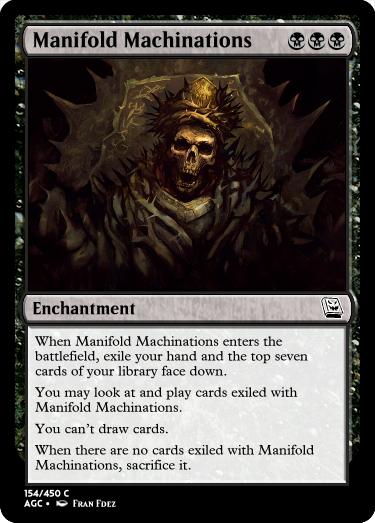 Manifold Machinations
Enchantment
When Manifold Machinations enters the
battlefield, exile your hand and the top seven
cards of your library face down.
You may look at and play cards exiled with
Manifold Machinations.
You can't draw cards.
When there are no cards exiled with Manifold
Machinations, sacrifice it.
154/450 C
AGC • Fran Fdez